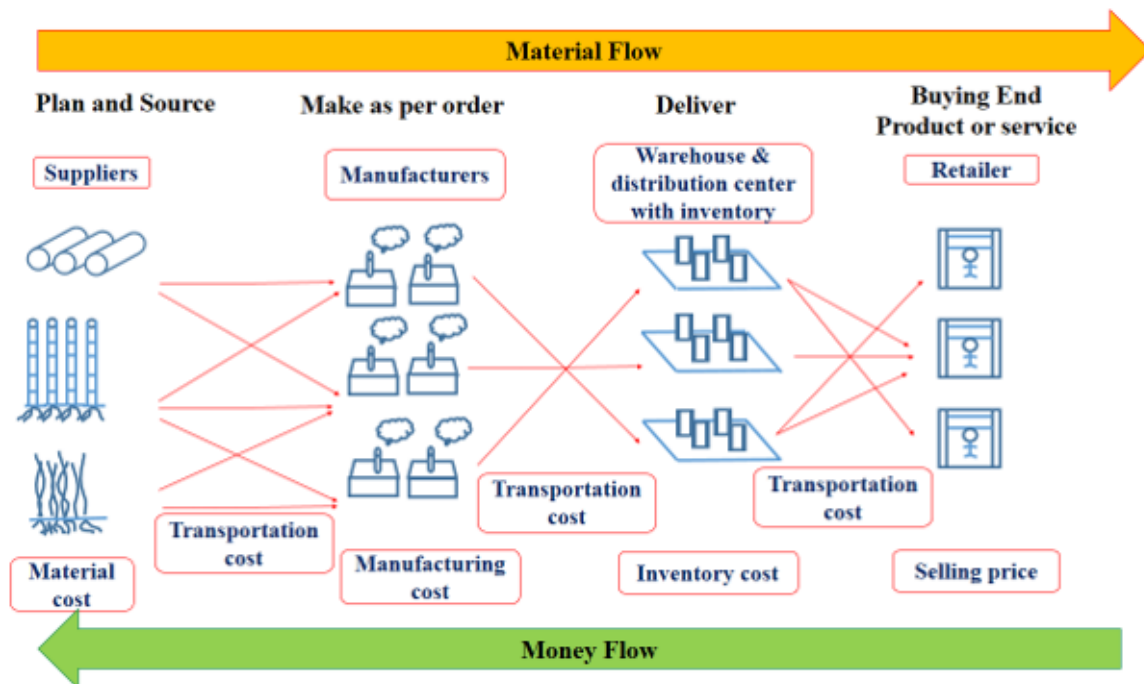 Material Flow
Plan and Source
Make as per order
Deliver
Buying End
Product or service
Suppliers
Manufacturers
Warehouse &
distribution center
with inventory
Retailer
Transportation
cost
Transportation
cost
Transportation
cost
Material
cost
Manufacturing
cost
Inventory cost
Selling price
Money Flow